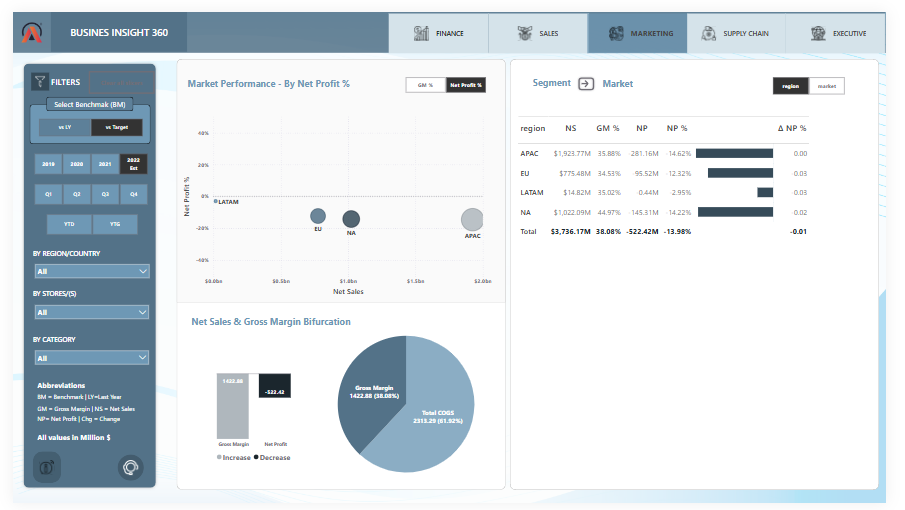 BUSINES INSIGHT 360
FINANCE
SALES
MARKETING
SUPPLY CHAIN
EXECUTIVE
FILTERS
Select Benchmak (BM)
vs LY
vs Target
2019
2020
2021
2022 Est
Q1
Q2
Q3
Q4
YTD
YTG
BY REGION/COUNTRY
All
BY STORES/(S)
All
BY CATEGORY
All
Abbreviations
BM = Benchmark | LY=Last Year
GM = Gross Margin | NS = Net Sales
NP= Net Profit | Chg = Change
All values in Million $
Market Performance - By Net Profit %
GM %
Net Profit %
Net Profit %
40%
20%
0%
-20%
-40%
LATAM
EU
NA
APAC
$0.0bn
$0.5bn
$1.0bn
$1.5bn
$2.0bn
Net Sales
Net Sales & Gross Margin Bifurcation
1422.88
-522.42
Gross Margin
Net Profit
Increase
Decrease
Gross Margin
1422.88 (38.08%)
Total COGS
2313.29 (61.92%)
Segment
Market
region
market
region NS GM % NP NP % Δ NP %
APAC $1,923.77M 35.88% -281.16M -14.62% 0.00
EU $775.48M 34.53% -95.52M -12.32% -0.03
LATAM $14.82M 35.02% -0.44M -2.95% -0.03
NA $1,022.09M 44.97% -145.31M -14.22% -0.02
Total $3,736.17M 38.08% -522.42M -13.98% -0.01